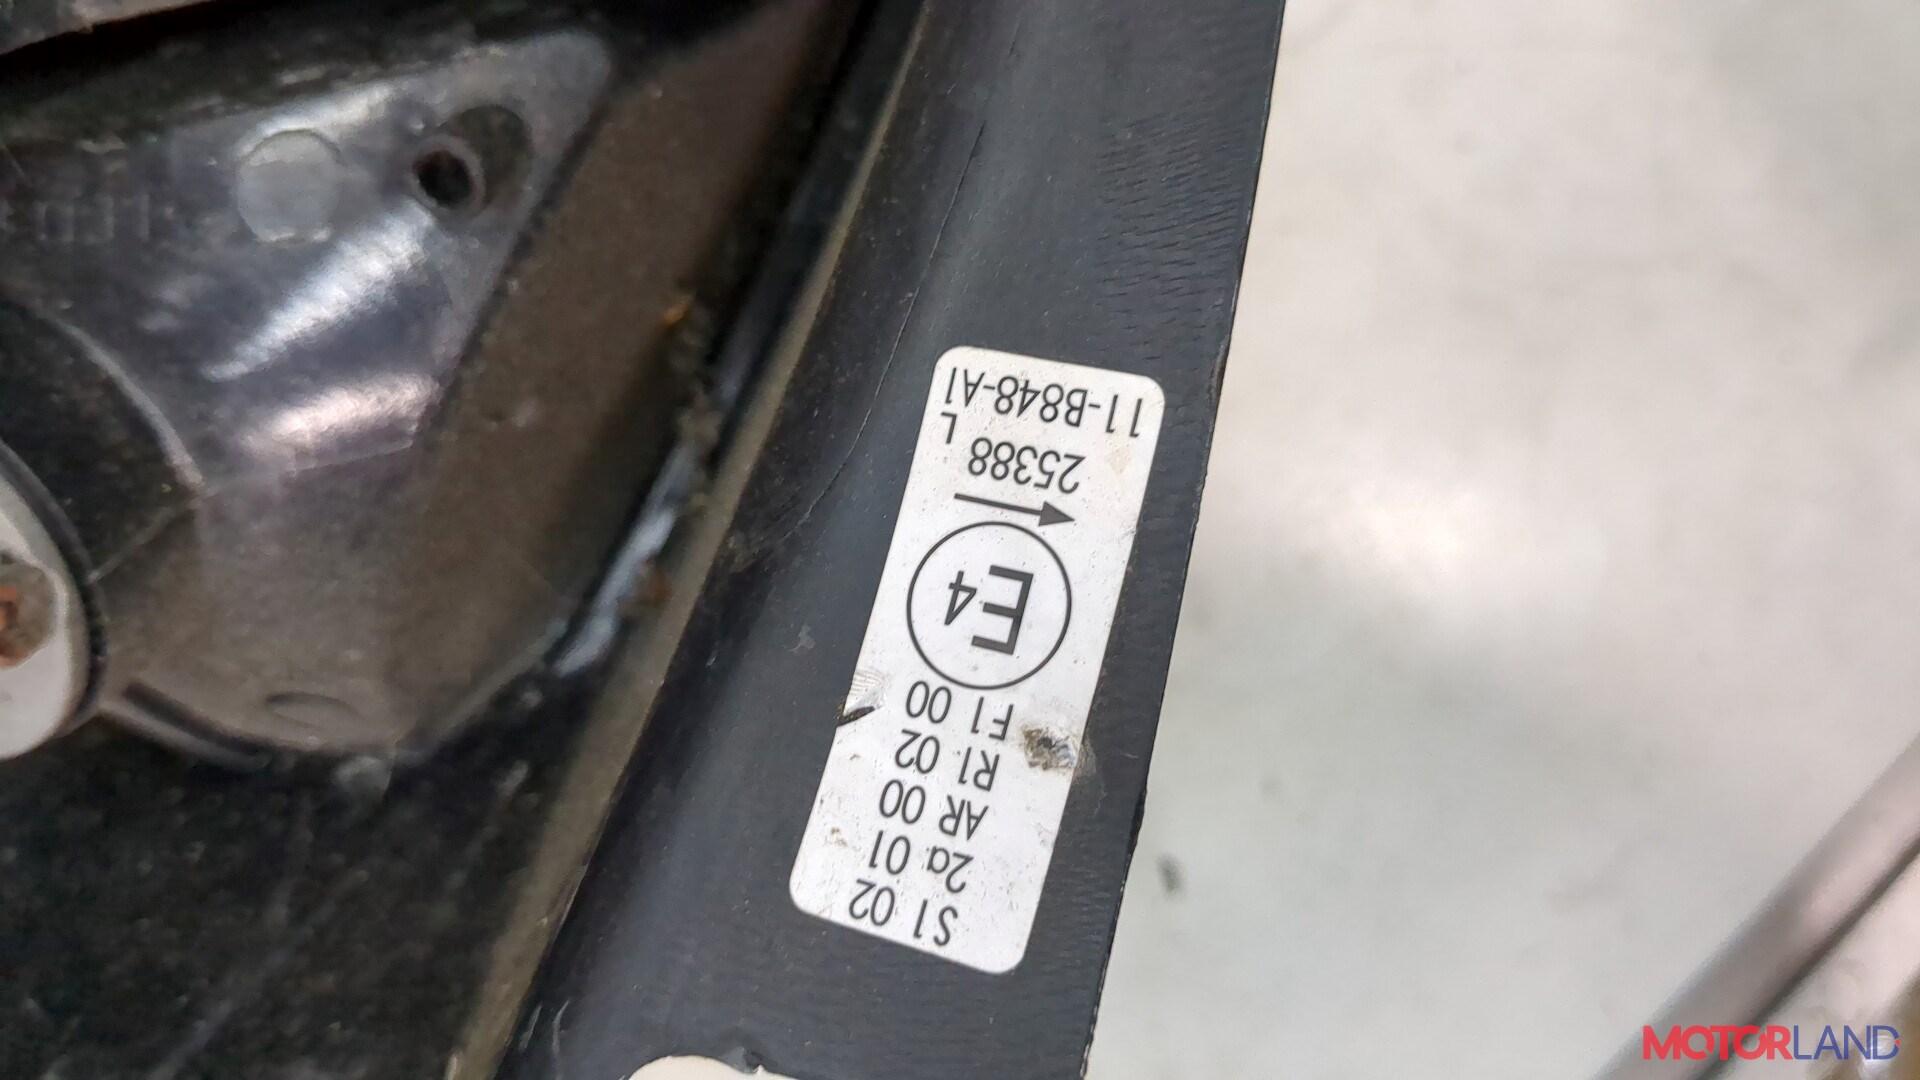 S1 02
2a 01
AR 00
R1 02
F1 00
E4
25388
L
11-B848-A1
MOTORLAND